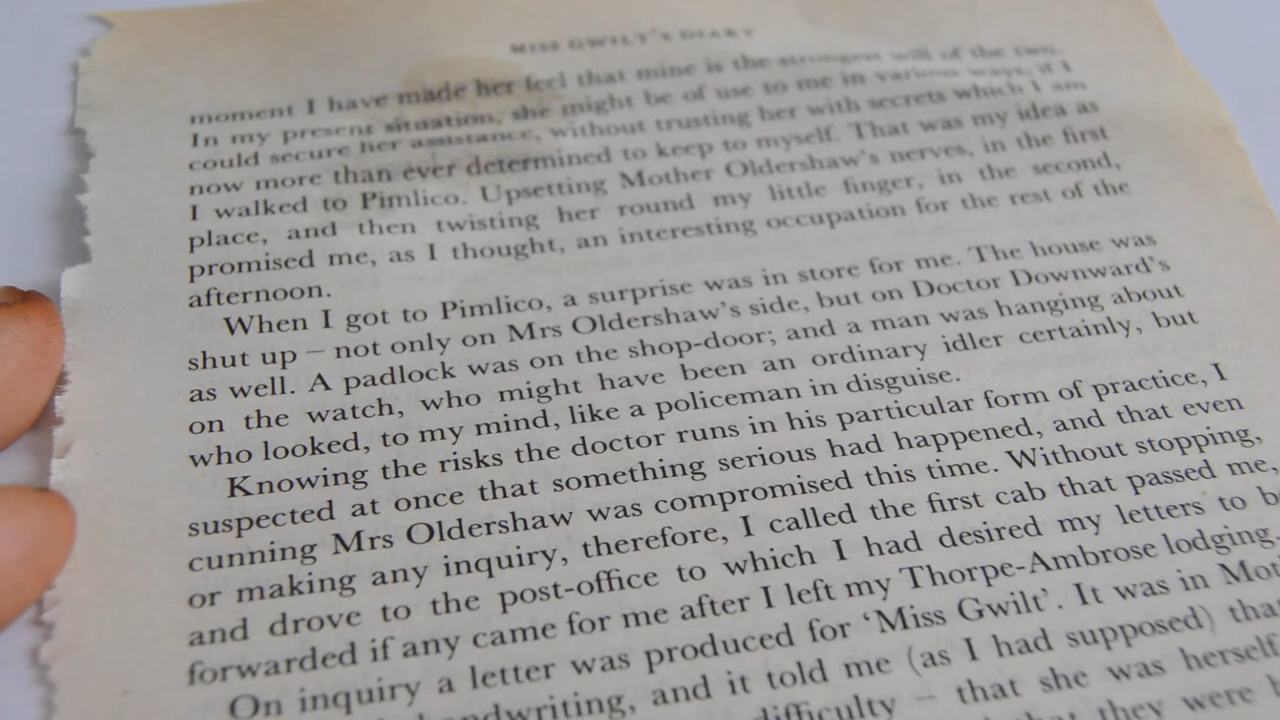 MISS GWILT'S DIARY
moment I have made her feel that mine is the strongest will of the two.
In my present situation, she might be of use to me in various ways, if I
could secure her assistance, without trusting her with secrets which I am
now more than ever determined to keep to myself. That was my idea as
I walked to Pimlico. Upsetting Mother Oldershaw's nerves, in the first
place, and then twisting her round my little finger, in the second,
promised me, as I thought, an interesting occupation for the rest of the
afternoon.
When I got to Pimlico, a surprise was in store for me. The house was
shut up – not only on Mrs Oldershaw's side, but on Doctor Downward's
as well. A padlock was on the shop-door; and a man was hanging about
on the watch, who might have been an ordinary idler certainly, but
who looked, to my mind, like a policeman in disguise.
Knowing the risks the doctor runs in his particular form of practice, I
suspected at once that something serious had happened, and that even
cunning Mrs Oldershaw was compromised this time. Without stopping,
or making any inquiry, therefore, I called the first cab that passed me,
and drove to the post-office to which I had desired my letters to b
forwarded if any came for me after I left my Thorpe-Ambrose lodging.
On inquiry a letter was produced for ‘Miss Gwilt’. It was in Mot
ndwriting, and it told me (as I had supposed) tha
difficulty – that she was herself
that they were